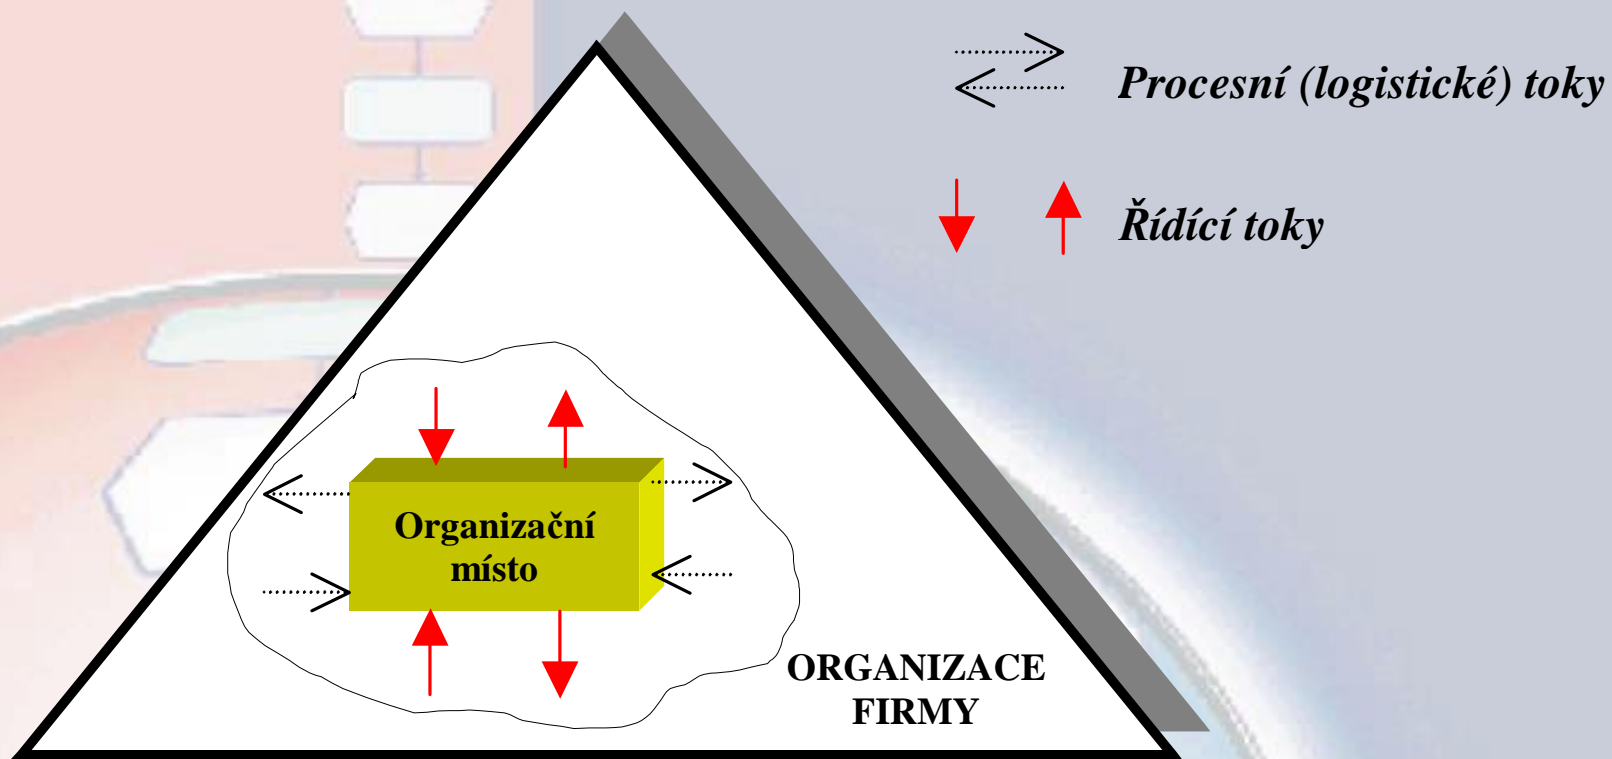 Procesní (logistické) toky
Řídící toky
Organizační
místo
ORGANIZACE
FIRMY